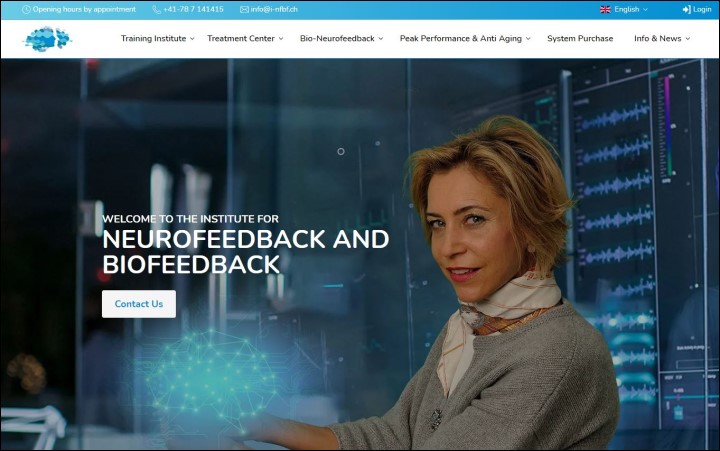 Opening hours by appointment
+41-78 7 141415
info@i-nfbf.ch
English
Login
Training Institute
Treatment Center
Bio-Neurofeedback
Peak Performance & Anti Aging
System Purchase
Info & News
WELCOME TO THE INSTITUTE FOR
NEUROFEEDBACK AND
BIOFEEDBACK
Contact Us